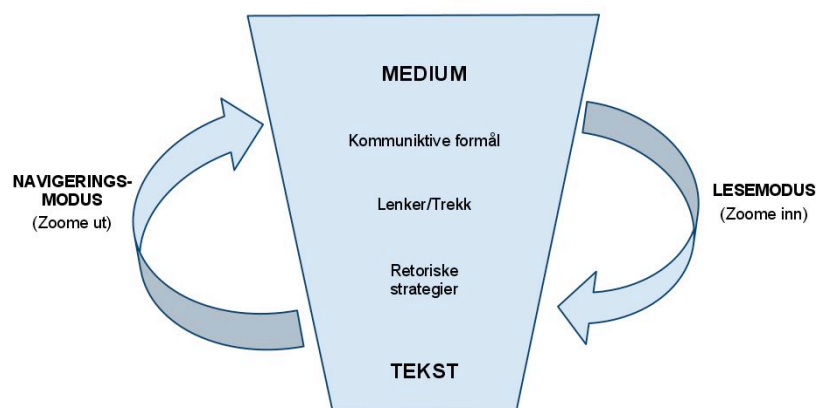 MEDIUM
Kommuniktive formål
NAVIGERINGS-
MODUS
(Zoome ut)
Lenker/Trekk
LESEMODUS
(Zoome inn)
Retoriske
strategier
TEKST